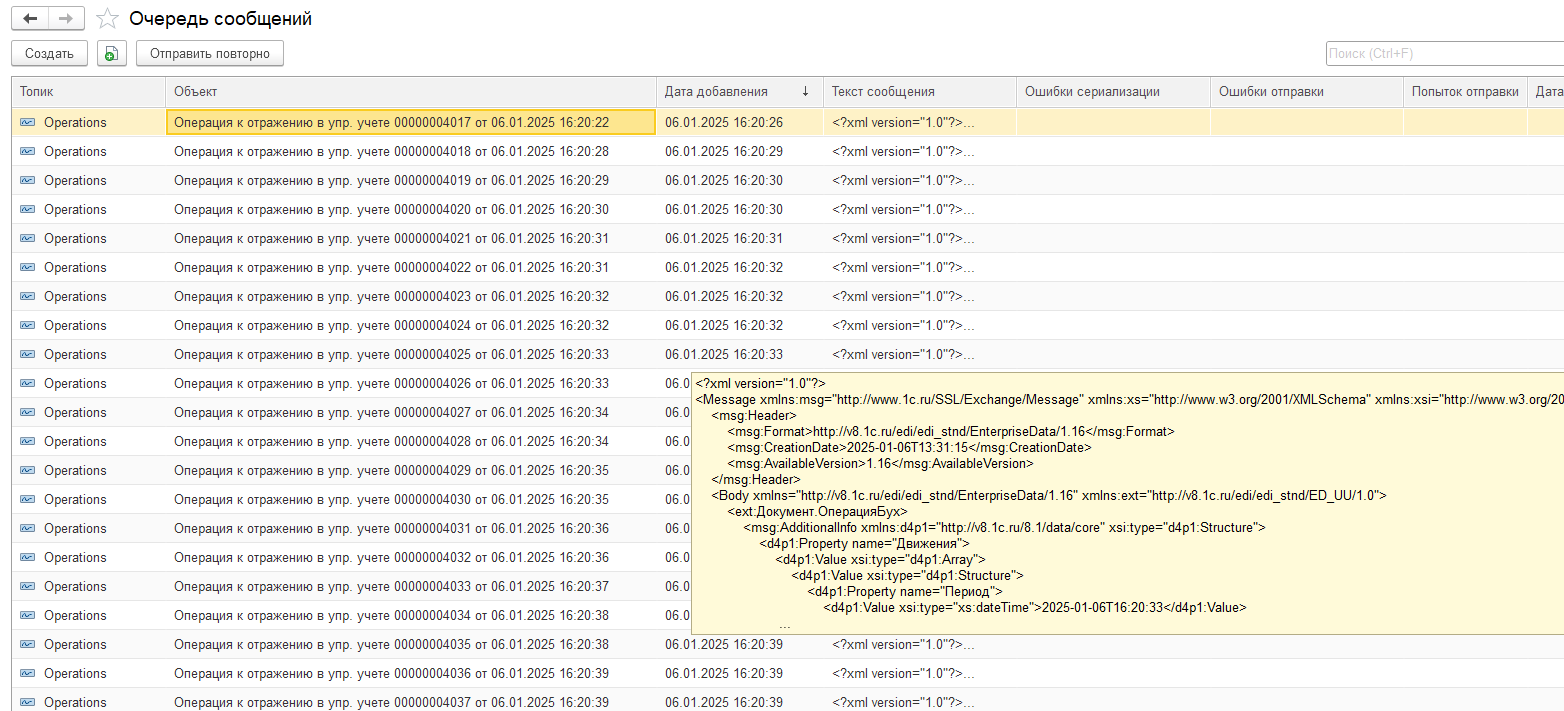 Очередь сообщений
Создать Отправить повторно Поиск (Ctrl+F)
Топик Объект Дата добавления ↓ Текст сообщения Ошибки сериализации Ошибки отправки Попыток отправки Дата
Operations Операция к отражению в упр. учете 00000004017 от 06.01.2025 16:20:22 06.01.2025 16:20:26 <?xml version="1.0"?>...
Operations Операция к отражению в упр. учете 00000004018 от 06.01.2025 16:20:28 06.01.2025 16:20:29 <?xml version="1.0"?>...
Operations Операция к отражению в упр. учете 00000004019 от 06.01.2025 16:20:29 06.01.2025 16:20:30 <?xml version="1.0"?>...
Operations Операция к отражению в упр. учете 00000004020 от 06.01.2025 16:20:30 06.01.2025 16:20:30 <?xml version="1.0"?>...
Operations Операция к отражению в упр. учете 00000004021 от 06.01.2025 16:20:31 06.01.2025 16:20:31 <?xml version="1.0"?>...
Operations Операция к отражению в упр. учете 00000004022 от 06.01.2025 16:20:31 06.01.2025 16:20:32 <?xml version="1.0"?>...
Operations Операция к отражению в упр. учете 00000004023 от 06.01.2025 16:20:32 06.01.2025 16:20:32 <?xml version="1.0"?>...
Operations Операция к отражению в упр. учете 00000004024 от 06.01.2025 16:20:32 06.01.2025 16:20:32 <?xml version="1.0"?>...
Operations Операция к отражению в упр. учете 00000004025 от 06.01.2025 16:20:33 06.01.2025 16:20:33 <?xml version="1.0"?>...
Operations Операция к отражению в упр. учете 00000004026 от 06.01.2025 16:20:33 06.0
Operations Операция к отражению в упр. учете 00000004027 от 06.01.2025 16:20:34 06.0
Operations Операция к отражению в упр. учете 00000004028 от 06.01.2025 16:20:34 06.0
Operations Операция к отражению в упр. учете 00000004029 от 06.01.2025 16:20:35 06.0
Operations Операция к отражению в упр. учете 00000004030 от 06.01.2025 16:20:35 06.0
Operations Операция к отражению в упр. учете 00000004031 от 06.01.2025 16:20:36 06.0
Operations Операция к отражению в упр. учете 00000004032 от 06.01.2025 16:20:36 06.0
Operations Операция к отражению в упр. учете 00000004033 от 06.01.2025 16:20:37 06.0
Operations Операция к отражению в упр. учете 00000004034 от 06.01.2025 16:20:38 06.0
<?xml version="1.0"?>
<Message xmlns:msg="http://www.1c.ru/SSL/Exchange/Message" xmlns:xs="http://www.w3.org/2001/XMLSchema" xmlns:xsi="http://www.w3.org/20
<msg:Header>
<msg:Format>http://v8.1c.ru/edi/edi_stnd/EnterpriseData/1.16</msg:Format>
<msg:CreationDate>2025-01-06T13:31:15</msg:CreationDate>
<msg:AvailableVersion>1.16</msg:AvailableVersion>
</msg:Header>
<Body xmlns="http://v8.1c.ru/edi/edi_stnd/EnterpriseData/1.16" xmlns:ext="http://v8.1c.ru/edi/edi_stnd/ED_UU/1.0">
<ext:Документ.ОперацияБух>
<msg:AdditionalInfo xmlns:d4p1="http://v8.1c.ru/8.1/data/core" xsi:type="d4p1:Structure">
<d4p1:Property name="Движения">
<d4p1:Value xsi:type="d4p1:Array">
<d4p1:Value xsi:type="d4p1:Structure">
<d4p1:Property name="Период">
<d4p1:Value xsi:type="xs:dateTime">2025-01-06T16:20:33</d4p1:Value>
...
Operations Операция к отражению в упр. учете 00000004035 от 06.01.2025 16:20:38 06.01.2025 16:20:39 <?xml version="1.0"?>...
Operations Операция к отражению в упр. учете 00000004036 от 06.01.2025 16:20:39 06.01.2025 16:20:39 <?xml version="1.0"?>...
Operations Операция к отражению в упр. учете 00000004037 от 06.01.2025 16:20:39 06.01.2025 16:20:39 <?xml version="1.0"?>...